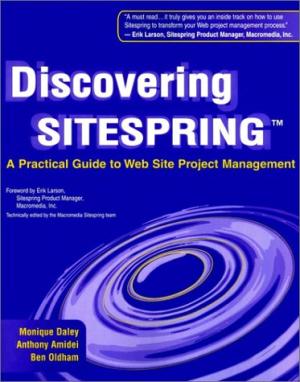 "A must read... it truly gives you an inside track on how to use
Sitespring to transform your Web project management process."
— Erik Larson, Sitespring Product Manager, Macromedia, Inc.
Discovering
SITESPRING™
A Practical Guide to Web Site Project Management
Foreword by Erik Larson,
Sitespring Product Manager,
Macromedia, Inc.
Technically edited by the Macromedia Sitespring team
Monique Daley
Anthony Amidei
Ben Oldham